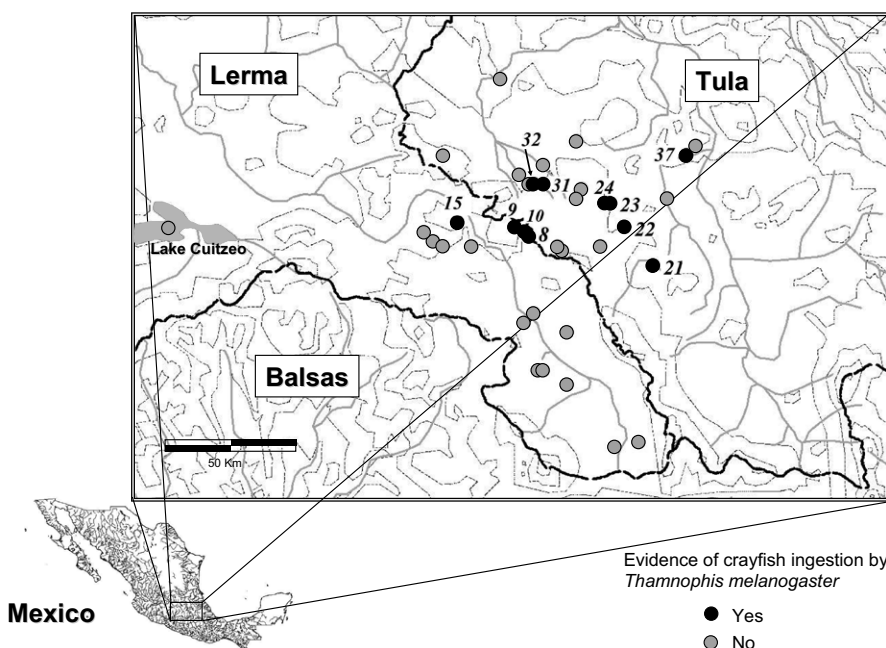 Lerma
Tula
32
37
31
24
23
15
9
10
8
22
21
Lake Cuitzeo
Balsas
50 Km
Mexico
Evidence of crayfish ingestion by
Thamnophis melanogaster
Yes
No